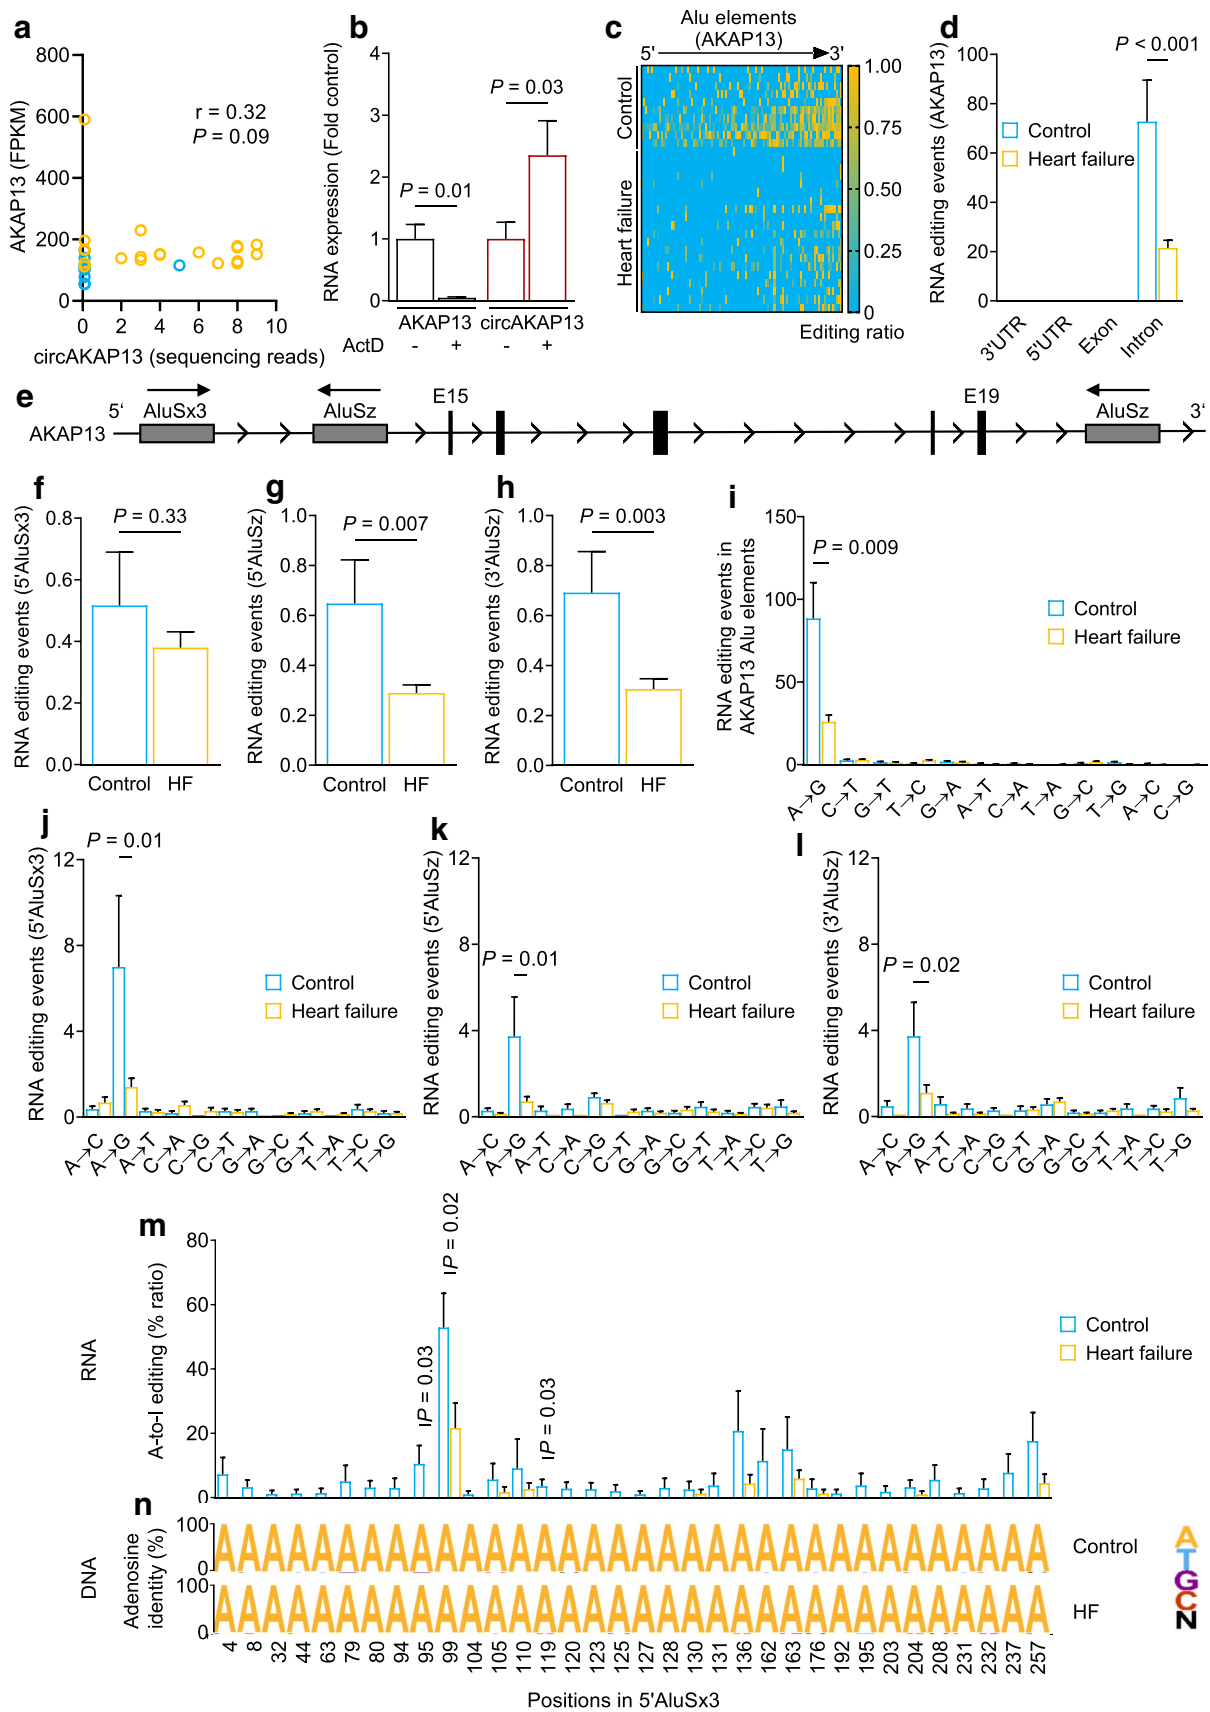 a
AKAP13 (FPKM)
800
600
400
200
0
r = 0.32
P = 0.09
0 2 4 6 8 10
circAKAP13 (sequencing reads)
b
RNA expression (Fold control)
4
3
2
1
0
P = 0.01
P = 0.03
AKAP13 circAKAP13
ActD - + - +
c
Alu elements
(AKAP13)
5' 3'
Control
Heart failure
1.00
0.75
0.50
0.25
0
Editing ratio
d
RNA editing events (AKAP13)
100
80
60
40
20
0
P < 0.001
Control
Heart failure
3'UTR
5'UTR
Exon
Intron
e
5‘ AluSx3 AluSz E15 E19 AluSz 3‘
AKAP13
f
RNA editing events (5'AluSx3)
0.8
0.6
0.4
0.2
0.0
P = 0.33
Control HF
g
RNA editing events (5'AluSz)
1.0
0.8
0.6
0.4
0.2
0.0
P = 0.007
Control HF
h
RNA editing events (3'AluSz)
1.0
0.8
0.6
0.4
0.2
0.0
P = 0.003
Control HF
i
RNA editing events in
AKAP13 Alu elements
150
100
50
0
P = 0.009
Control
Heart failure
A→G
C→T
G→T
T→C
G→A
A→T
C→A
T→A
G→C
T→G
A→C
C→G
j
RNA editing events (5'AluSx3)
12
8
4
0
P = 0.01
Control
Heart failure
A→C
A→G
A→T
C→A
C→G
C→T
G→A
G→C
G→T
T→A
T→C
T→G
k
RNA editing events (5'AluSz)
12
8
4
0
P = 0.01
Control
Heart failure
A→C
A→G
A→T
C→A
C→G
C→T
G→A
G→C
G→T
T→A
T→C
T→G
l
RNA editing events (3'AluSz)
12
8
4
0
P = 0.02
Control
Heart failure
A→C
A→G
A→T
C→A
C→G
C→T
G→A
G→C
G→T
T→A
T→C
T→G
m
RNA
A-to-I editing (% ratio)
80
60
40
20
0
P = 0.03
P = 0.02
P = 0.03
Control
Heart failure
n
DNA
Adenosine
identity (%)
100
0
AAAAAAAAAAAAAAAAAAAAAAAAAAAAAAAAAA
Control
100
0
AAAAAAAAAAAAAAAAAAAAAAAAAAAAAAAAAA
HF
A
T
G
C
N
4 8 32 44 63 79 80 94 95 99 104 105 110 119 120 123 125 127 128 130 131 136 162 163 176 192 195 203 204 208 231 232 237 257
Positions in 5'AluSx3